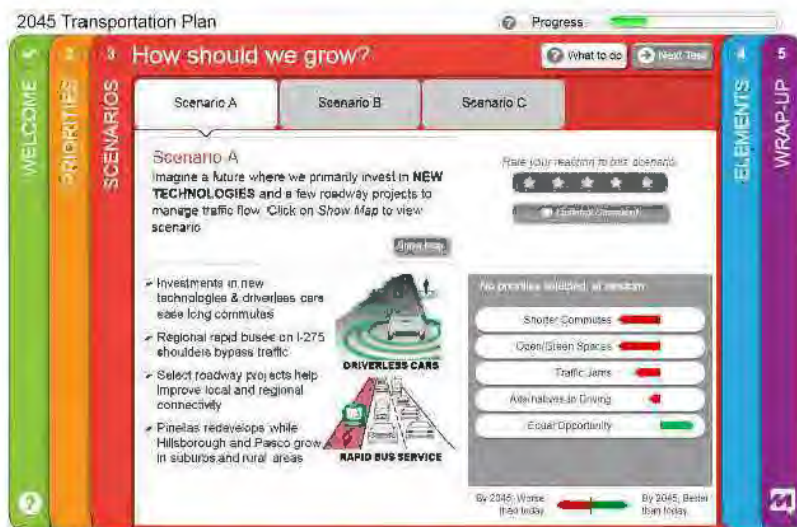 2045 Transportation Plan
Progress
WELCOME
2
PRIORITIES
3
SCENARIOS
How should we grow?
What to do
Next Task
4
ELEMENTS
5
WRAP-UP
Scenario A
Scenario B
Scenario C
Scenario A
Imagine a future where we primarily invest in NEW
TECHNOLOGIES and a few roadway projects to
manage traffic flow. Click on Show Map to view
scenario
Rate your reaction to this scenario
Optional Comment
Show Map
Investments in new
technologies & driverless cars
ease long commutes
Regional rapid buses on I-275
shoulders bypass traffic
Select roadway projects help
improve local and regional
connectivity
Pinellas redevelops while
Hillsborough and Pasco grow
in suburbs and rural areas
DRIVERLESS CARS
RAPID BUS SERVICE
No priorities selected, at random
Shorter Commutes
Open/Green Spaces
Traffic Jams
Alternatives to Driving
Equal Opportunity
By 2045, Worse
than today
By 2045, Better
than today